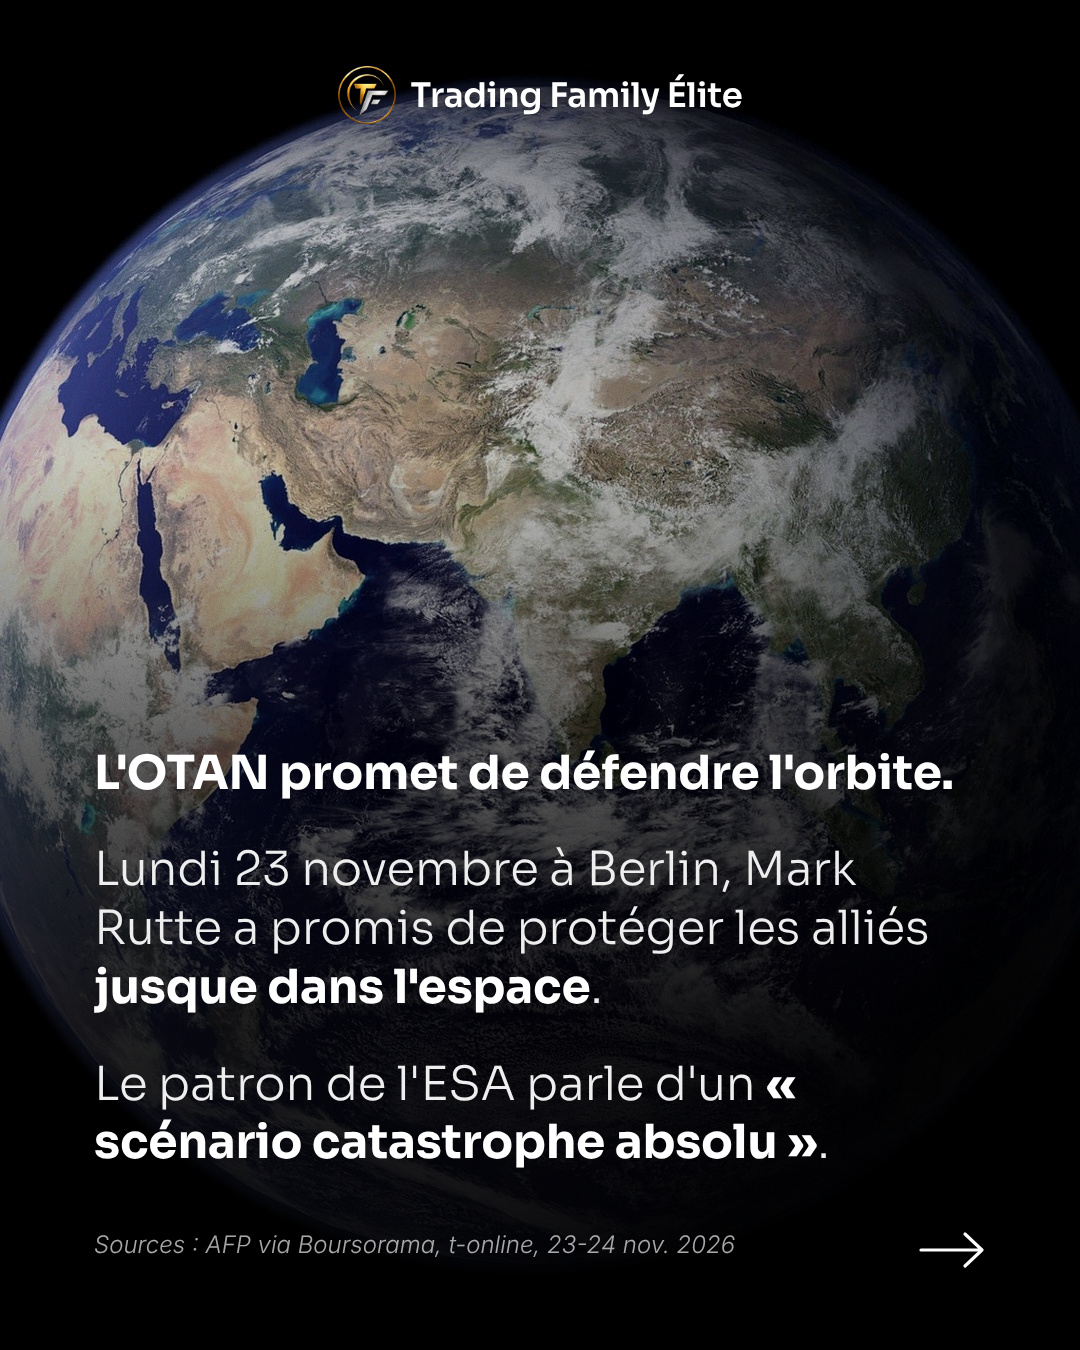 Trading Family Élite
L'OTAN promet de défendre l'orbite.
Lundi 23 novembre à Berlin, Mark
Rutte a promis de protéger les alliés
jusque dans l'espace.
Le patron de l'ESA parle d'un «
scénario catastrophe absolu ».
Sources : AFP via Boursorama, t-online, 23-24 nov. 2026